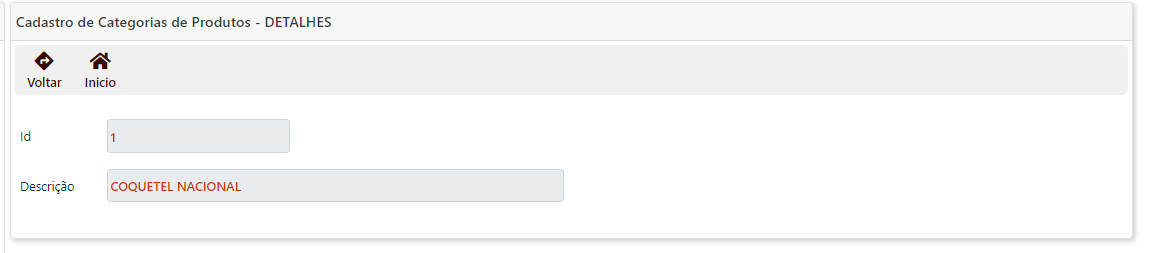 Cadastro de Categorias de Produtos - DETALHES
Voltar Inicio
Id 1
Descrição COQUETEL NACIONAL